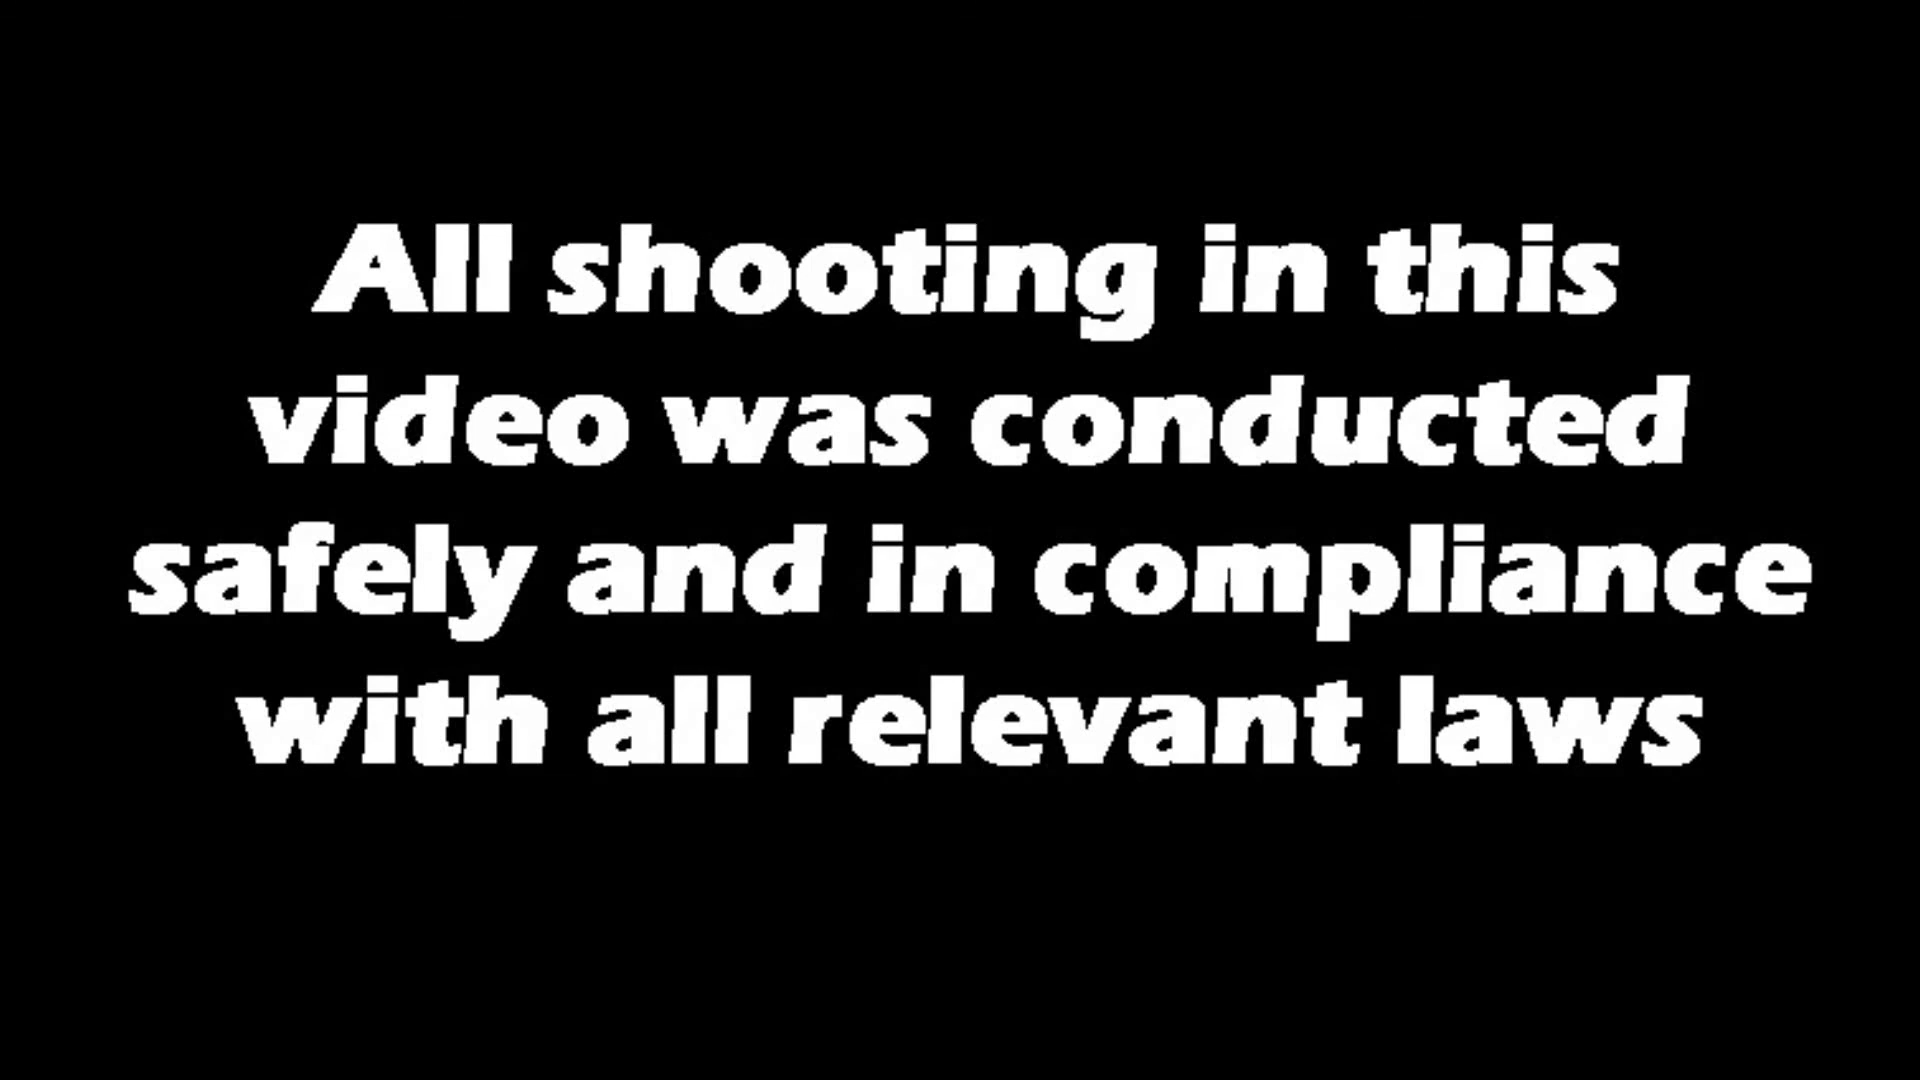 All shooting in this
video was conducted
safely and in compliance
with all relevant laws